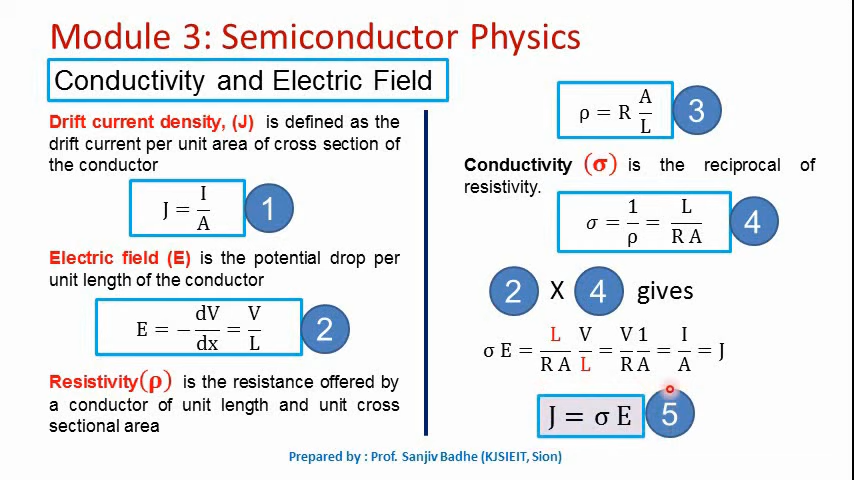 Module 3: Semiconductor Physics
Conductivity and Electric Field
Drift current density, (J) is defined as the
drift current per unit area of cross section of
the conductor
J = I/A 1
Electric field (E) is the potential drop per
unit length of the conductor
E = − dV/dx = V/L 2
Resistivity(ρ) is the resistance offered by
a conductor of unit length and unit cross
sectional area
ρ = R A/L 3
Conductivity (σ) is the reciprocal of
resistivity.
σ = 1/ρ = L/R A 4
2 X 4 gives
σ E = L/R A V/L = V/R 1/A = I/A = J
J = σ E 5
Prepared by : Prof. Sanjiv Badhe (KJSIEIT, Sion)